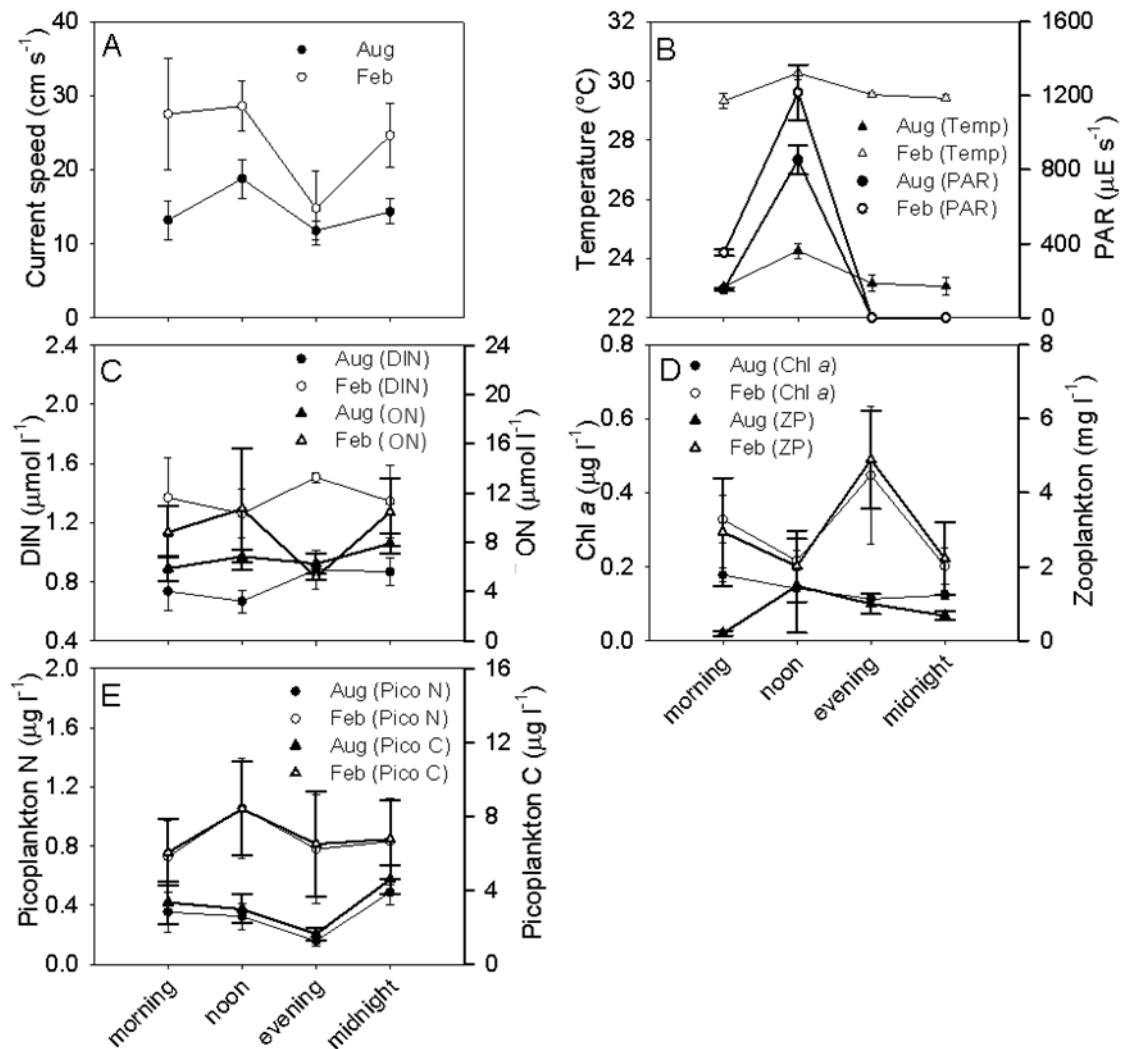 A
Current speed (cm s⁻¹)
40
30
20
10
0
Aug
Feb
B
Temperature (°C)
32
30
28
26
24
22
Aug (Temp)
Feb (Temp)
Aug (PAR)
Feb (PAR)
1600
1200
800
400
0
PAR (µE s⁻¹)
C
DIN (µmol l⁻¹)
2.4
2.0
1.6
1.2
0.8
0.4
Aug (DIN)
Feb (DIN)
Aug (ON)
Feb (ON)
24
20
16
12
8
4
0
ON (µmol l⁻¹)
D
Chl a (µg l⁻¹)
0.8
0.6
0.4
0.2
0.0
Aug (Chl a)
Feb (Chl a)
Aug (ZP)
Feb (ZP)
8
6
4
2
0
Zooplankton (mg l⁻¹)
morning
noon
evening
midnight
E
Picoplankton N (µg l⁻¹)
2.0
1.6
1.2
0.8
0.4
0.0
Aug (Pico N)
Feb (Pico N)
Aug (Pico C)
Feb (Pico C)
16
12
8
4
0
Picoplankton C (µg l⁻¹)
morning
noon
evening
midnight